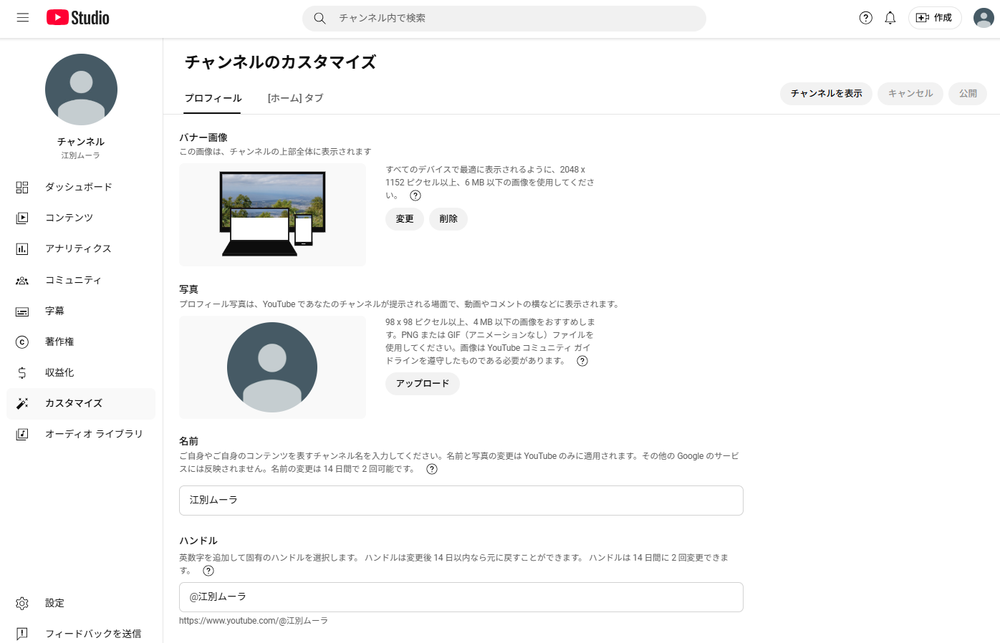 Studio
チャンネル内で検索
作成
チャンネル
江別ムーラ
ダッシュボード
コンテンツ
アナリティクス
コミュニティ
字幕
著作権
収益化
カスタマイズ
オーディオ ライブラリ
設定
フィードバックを送信
チャンネルのカスタマイズ
プロフィール
[ホーム] タブ
チャンネルを表示
キャンセル
公開
バナー画像
この画像は、チャンネルの上部全体に表示されます
すべてのデバイスで最適に表示されるように、2048 x
1152 ピクセル以上、6 MB 以下の画像を使用してくださ
い。
変更
削除
写真
プロフィール写真は、YouTube であなたのチャンネルが提示される場面で、動画やコメントの横などに表示されます。
98 x 98 ピクセル以上、4 MB 以下の画像をおすすめしま
す。PNG または GIF（アニメーションなし）ファイルを
使用してください。画像は YouTube コミュニティ ガイ
ドラインを遵守したものである必要があります。
アップロード
名前
ご自身やご自身のコンテンツを表すチャンネル名を入力してください。名前と写真の変更は YouTube のみに適用されます。その他の Google のサービ
スには反映されません。名前の変更は 14 日間で 2 回可能です。
江別ムーラ
ハンドル
英数字を追加して固有のハンドルを選択します。 ハンドルは変更後 14 日以内なら元に戻すことができます。 ハンドルは 14 日間に 2 回変更できま
す。
@江別ムーラ
https://www.youtube.com/@江別ムーラ